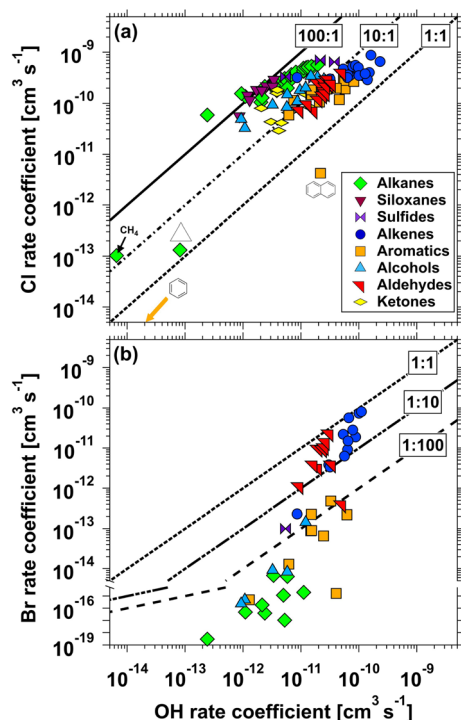 (a)
100:1
10:1
1:1
10⁻⁹
10⁻¹⁰
10⁻¹¹
10⁻¹²
10⁻¹³
10⁻¹⁴
Cl rate coefficient [cm³ s⁻¹]
CH₄
Alkanes
Siloxanes
Sulfides
Alkenes
Aromatics
Alcohols
Aldehydes
Ketones
(b)
1:1
1:10
1:100
10⁻⁹
10⁻¹⁰
10⁻¹¹
10⁻¹²
10⁻¹³
10⁻¹⁴
10⁻¹⁶
10⁻¹⁹
Br rate coefficient [cm³ s⁻¹]
10⁻¹⁴ 10⁻¹³ 10⁻¹² 10⁻¹¹ 10⁻¹⁰ 10⁻⁹
OH rate coefficient [cm³ s⁻¹]